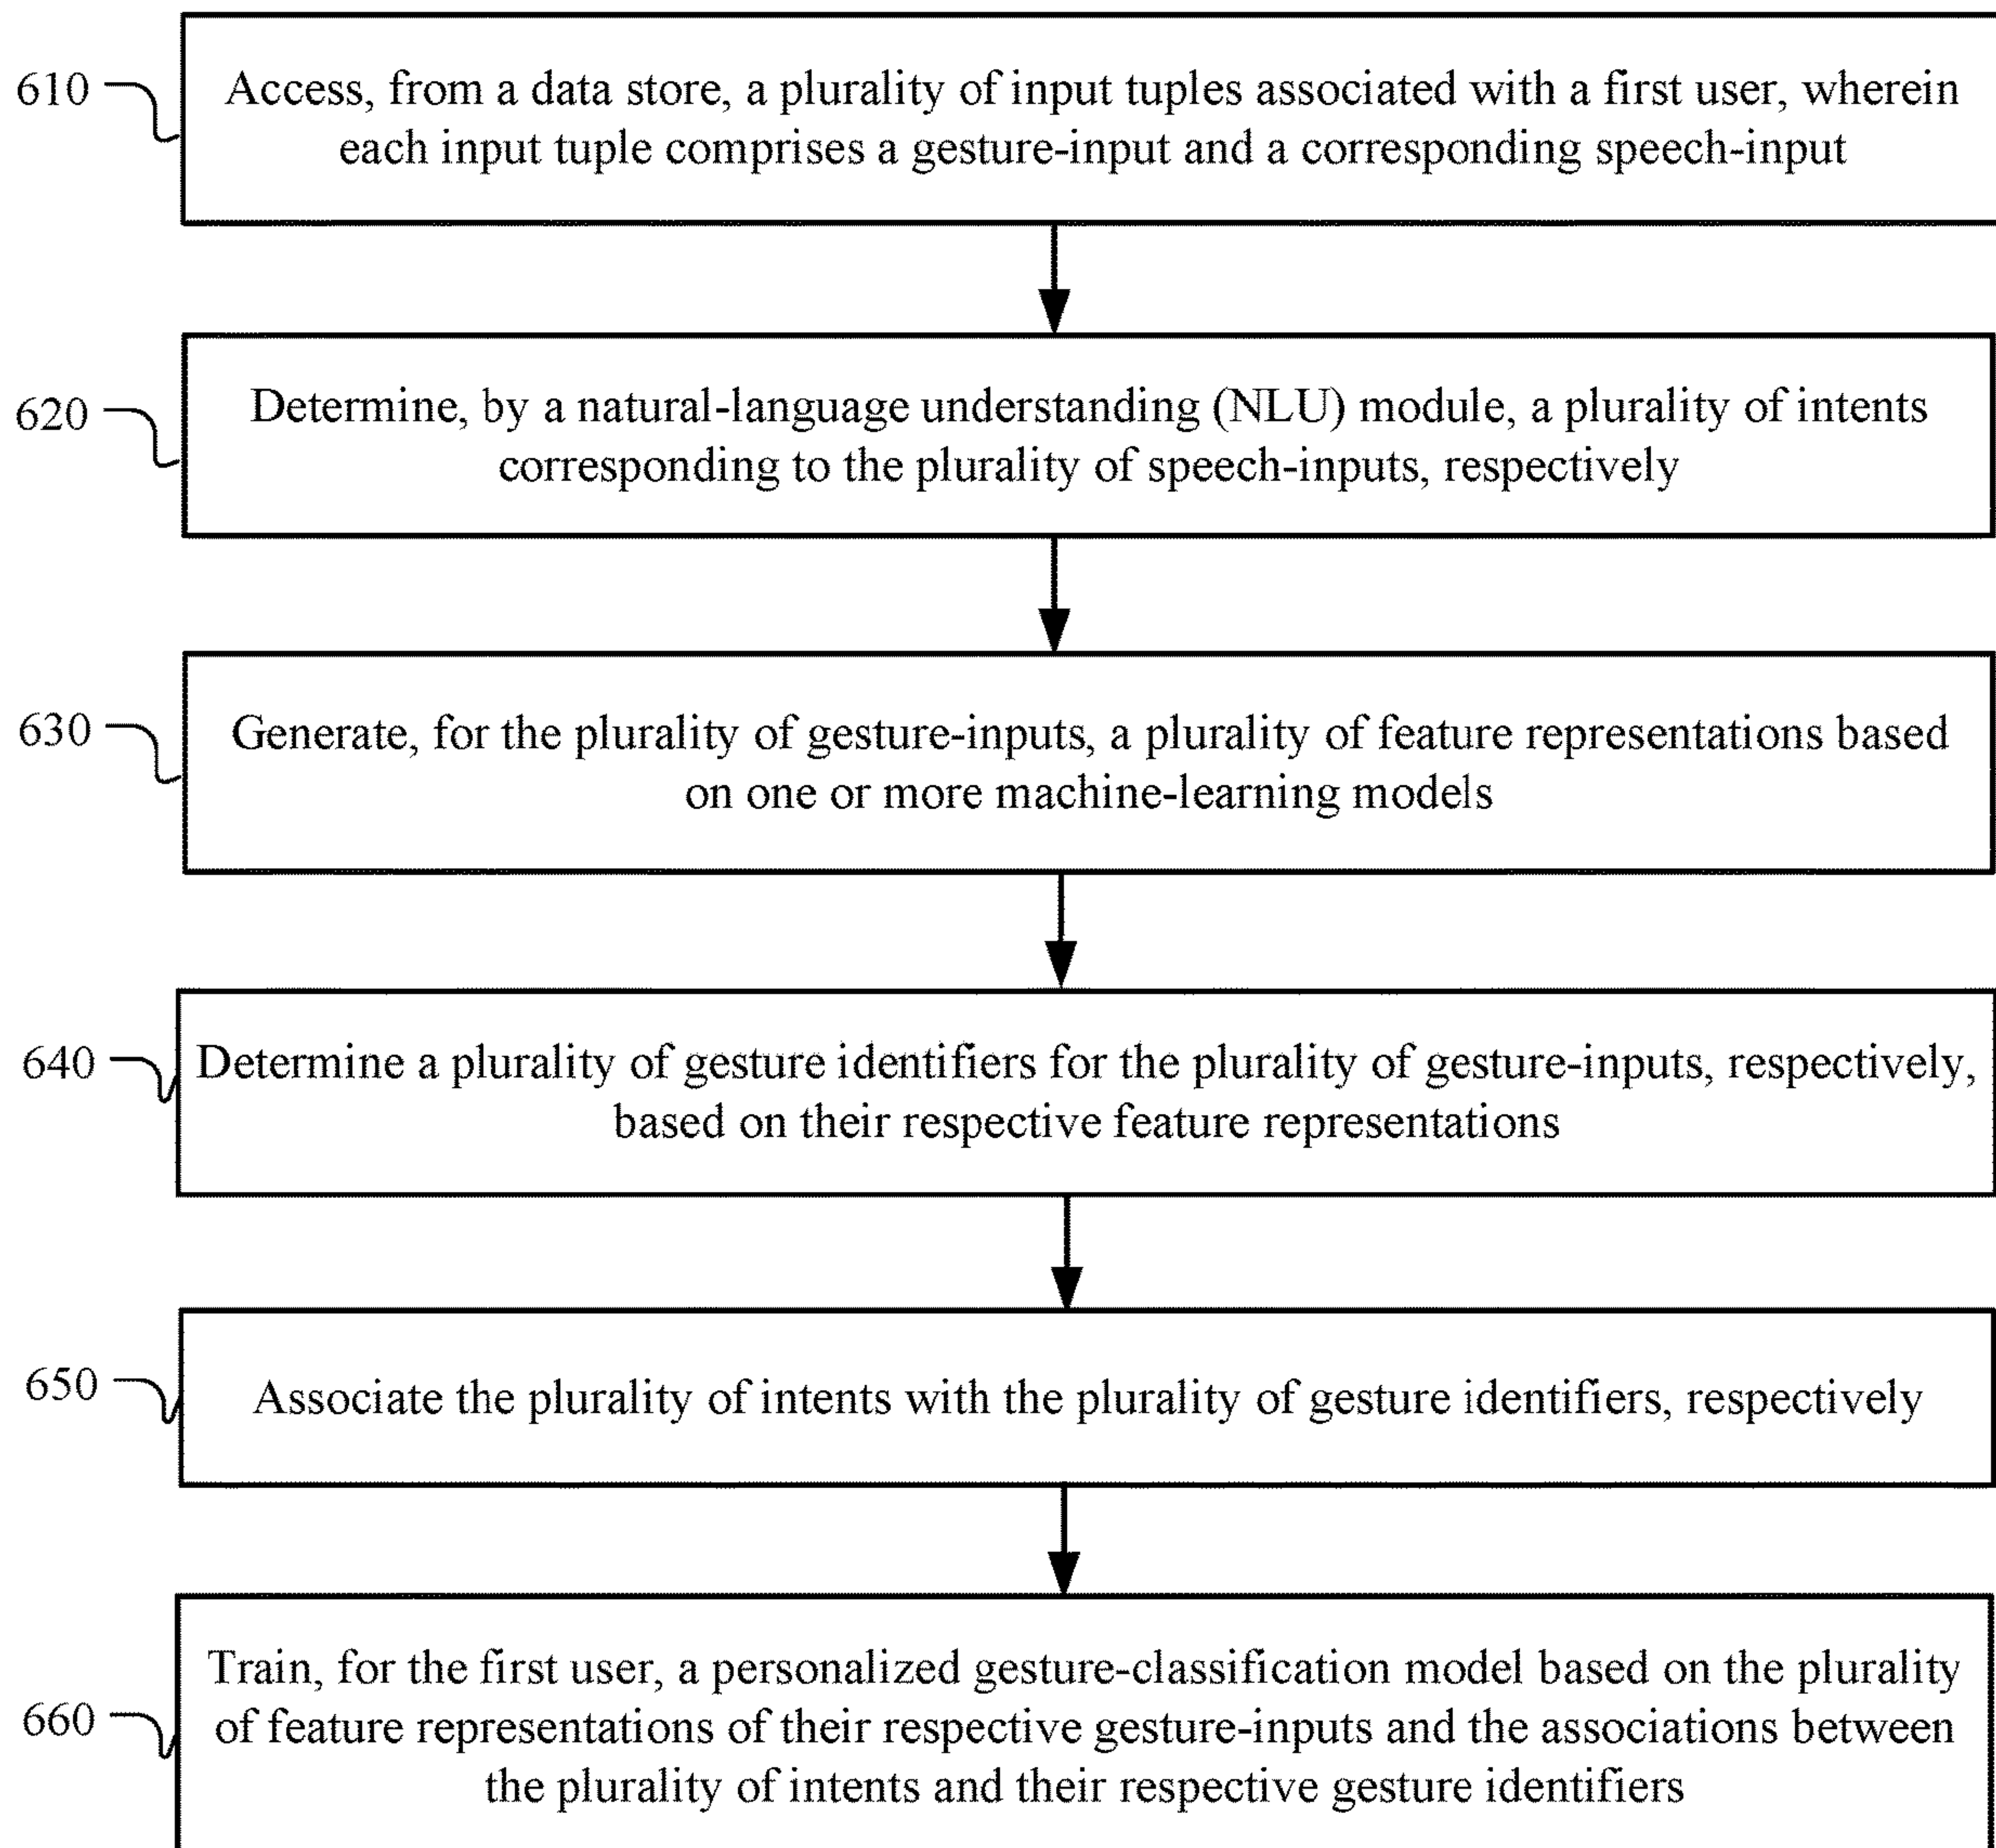 610
Access, from a data store, a plurality of input tuples associated with a first user, wherein
each input tuple comprises a gesture-input and a corresponding speech-input
620
Determine, by a natural-language understanding (NLU) module, a plurality of intents
corresponding to the plurality of speech-inputs, respectively
630
Generate, for the plurality of gesture-inputs, a plurality of feature representations based
on one or more machine-learning models
640
Determine a plurality of gesture identifiers for the plurality of gesture-inputs, respectively,
based on their respective feature representations
650
Associate the plurality of intents with the plurality of gesture identifiers, respectively
660
Train, for the first user, a personalized gesture-classification model based on the plurality
of feature representations of their respective gesture-inputs and the associations between
the plurality of intents and their respective gesture identifiers